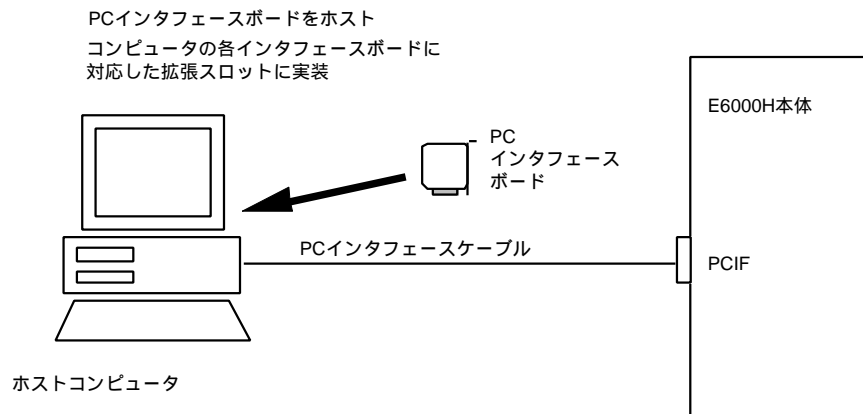 PCインタフェースボードをホスト
コンピュータの各インタフェースボードに
対応した拡張スロットに実装
E6000H本体
PC
インタフェース
ボード
PCインタフェースケーブル
PCIF
ホストコンピュータ